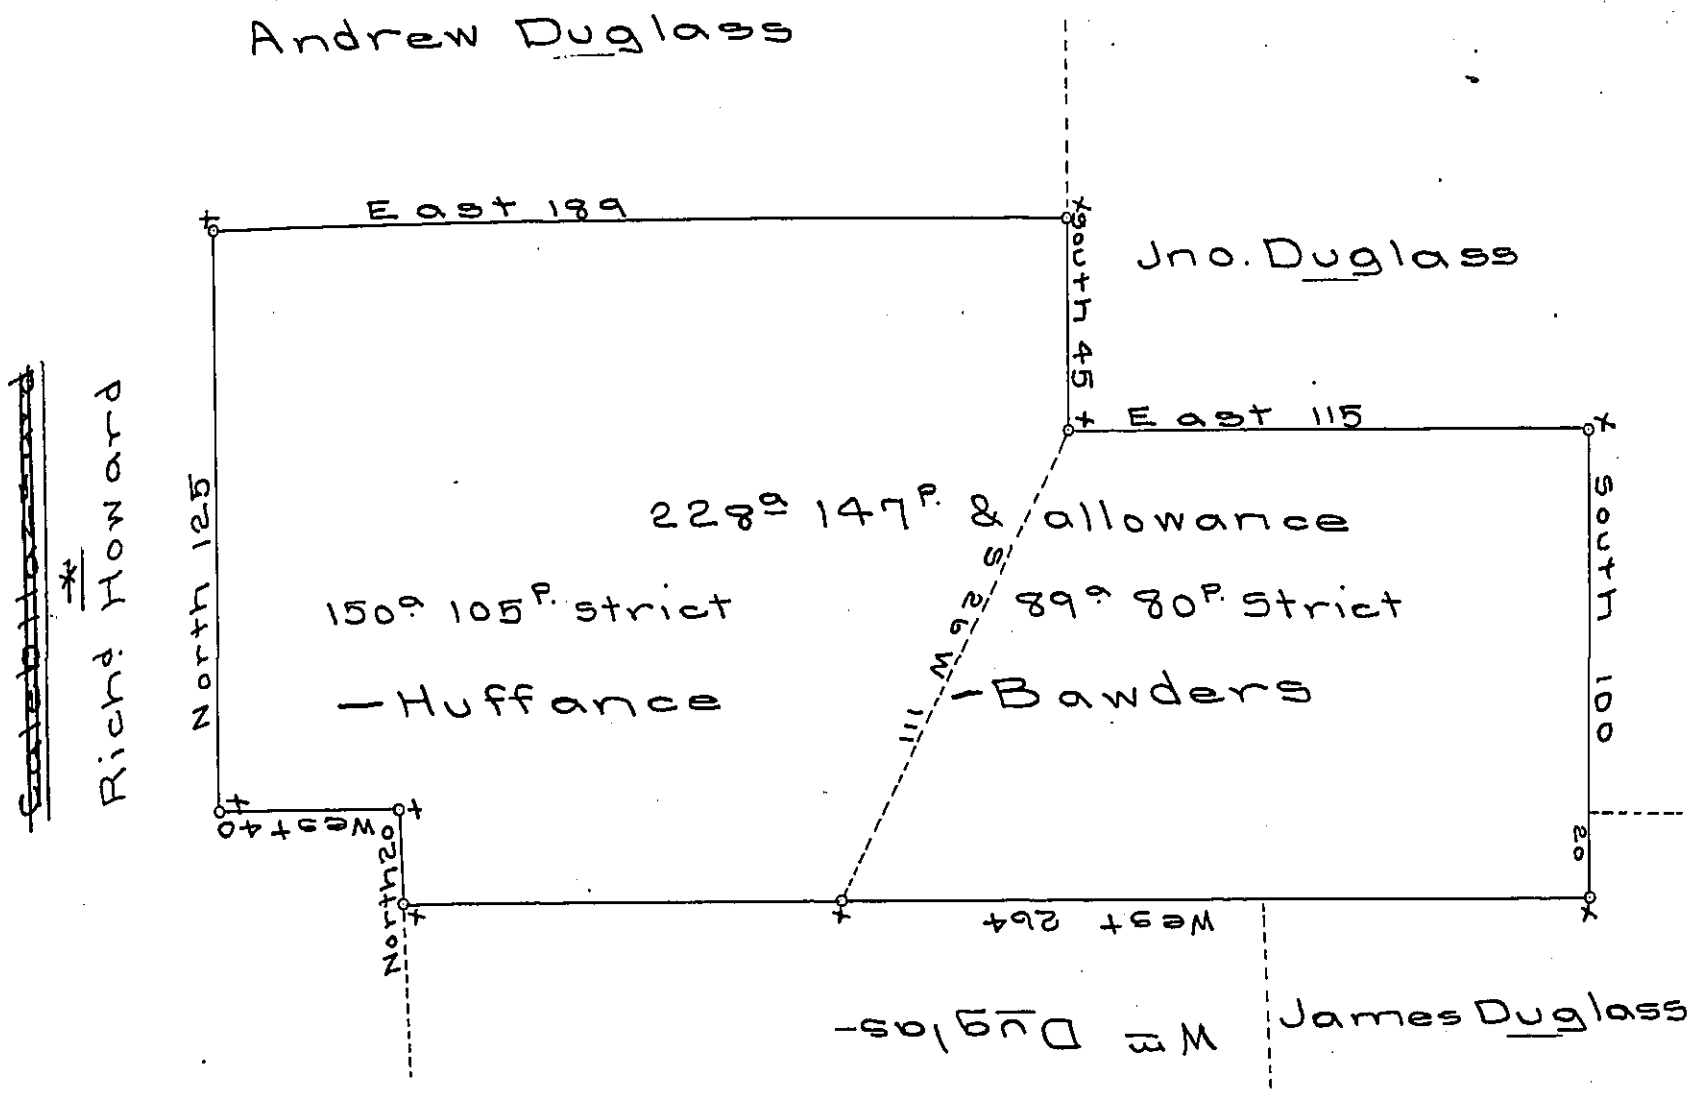 Andrew Duglass
East 189
South 45
Jno. Duglass
East 115
South 100
20
Richd. Howard
*
North 125
228a 147P. & allowance
150a 105P. strict
89a 80P. Strict
S 26 W 111
— Huffance
— Bawders
West 40
North 20
West 264
Wm Duglas-
James Duglass